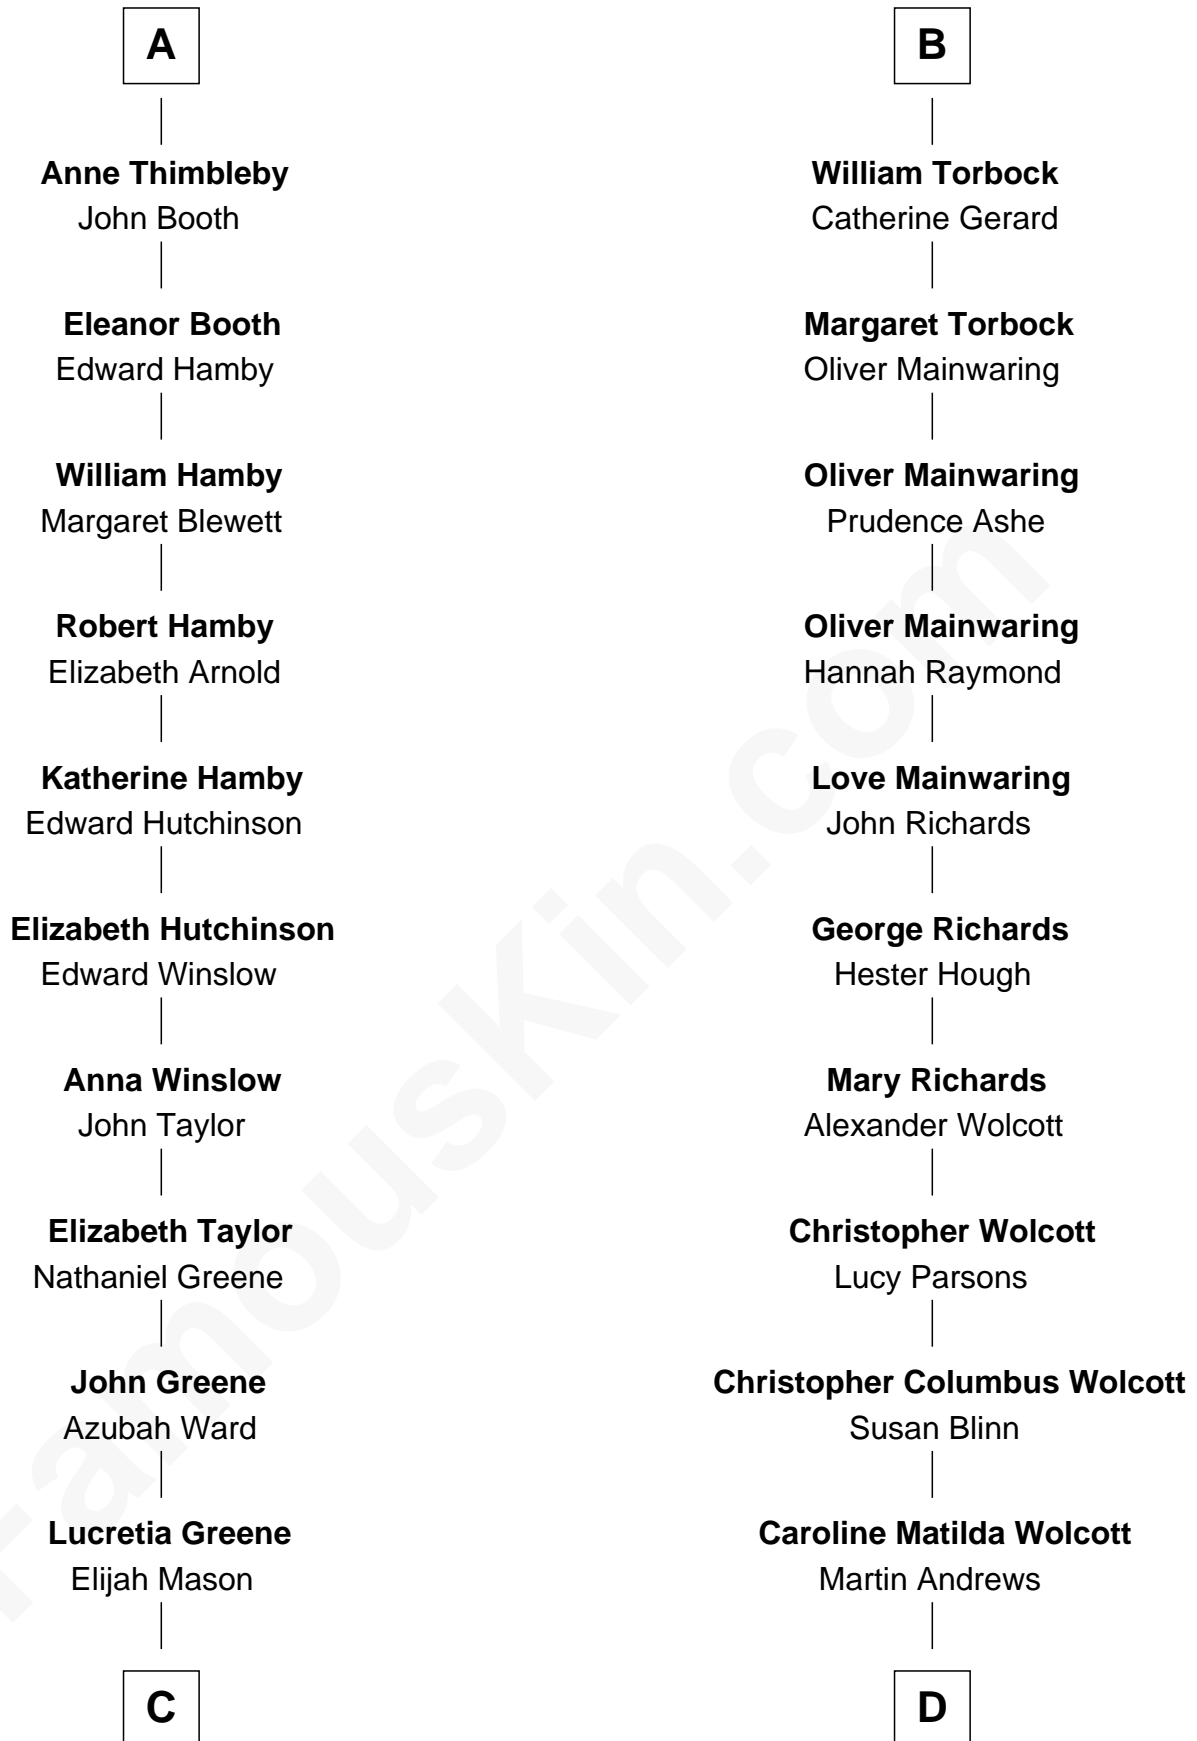 A
Anne Thimbleby
John Booth
Eleanor Booth
Edward Hamby
William Hamby
Margaret Blewett
Robert Hamby
Elizabeth Arnold
Katherine Hamby
Edward Hutchinson
Elizabeth Hutchinson
Edward Winslow
Anna Winslow
John Taylor
Elizabeth Taylor
Nathaniel Greene
John Greene
Azubah Ward
Lucretia Greene
Elijah Mason
C
B
William Torbock
Catherine Gerard
Margaret Torbock
Oliver Mainwaring
Oliver Mainwaring
Prudence Ashe
Oliver Mainwaring
Hannah Raymond
Love Mainwaring
John Richards
George Richards
Hester Hough
Mary Richards
Alexander Wolcott
Christopher Wolcott
Lucy Parsons
Christopher Columbus Wolcott
Susan Blinn
Caroline Matilda Wolcott
Martin Andrews
D
FamousKin.com